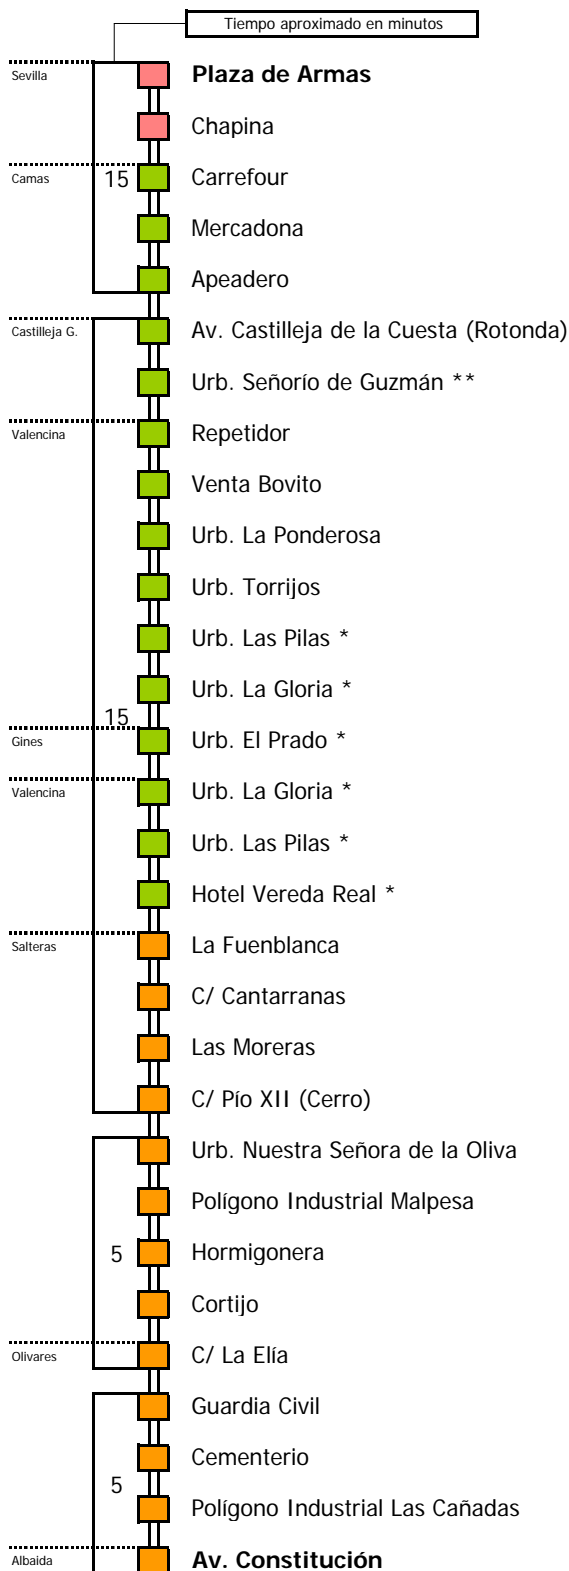 Tiempo aproximado en minutos
Sevilla
Plaza de Armas
Chapina
Camas
15
Carrefour
Mercadona
Apeadero
Castilleja G.
Av. Castilleja de la Cuesta (Rotonda)
Urb. Señorío de Guzmán **
Valencina
Repetidor
Venta Bovito
Urb. La Ponderosa
Urb. Torrijos
Urb. Las Pilas *
Urb. La Gloria *
15
Gines
Urb. El Prado *
Valencina
Urb. La Gloria *
Urb. Las Pilas *
Hotel Vereda Real *
Salteras
La Fuenblanca
C/ Cantarranas
Las Moreras
C/ Pío XII (Cerro)
Urb. Nuestra Señora de la Oliva
Polígono Industrial Malpesa
5
Hormigonera
Cortijo
Olivares
C/ La Elía
Guardia Civil
Cementerio
5
Polígono Industrial Las Cañadas
Albaida
Av. Constitución